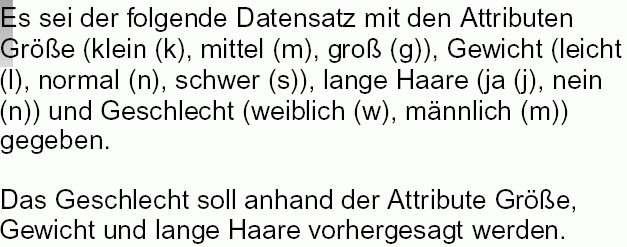 Es sei der folgende Datensatz mit den Attributen
Größe (klein (k), mittel (m), groß (g)), Gewicht (leicht
(l), normal (n), schwer (s)), lange Haare (ja (j), nein
(n)) und Geschlecht (weiblich (w), männlich (m))
gegeben.
Das Geschlecht soll anhand der Attribute Größe,
Gewicht und lange Haare vorhergesagt werden.